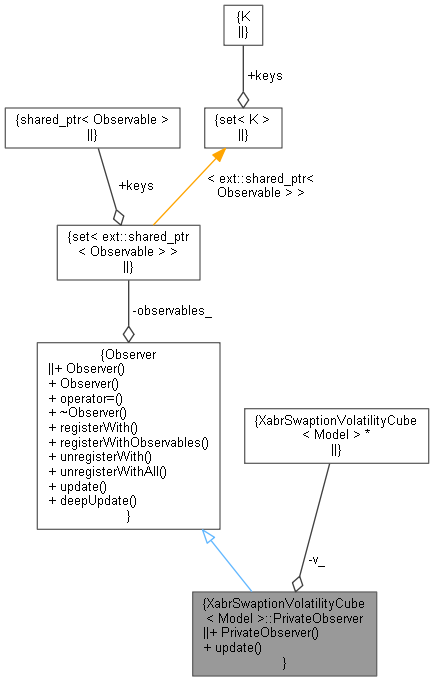 {K
||}
+keys
{shared_ptr< Observable >
||}
{set< K >
||}
+keys
< ext::shared_ptr<
Observable > >
{set< ext::shared_ptr
< Observable > >
||}
-observables_
{Observer
||+ Observer()
+ Observer()
+ operator=()
+ ~Observer()
+ registerWith()
+ registerWithObservables()
+ unregisterWith()
+ unregisterWithAll()
+ update()
+ deepUpdate()
}
{XabrSwaptionVolatilityCube
< Model > *
||}
-v_
{XabrSwaptionVolatilityCube
< Model >::PrivateObserver
||+ PrivateObserver()
+ update()
}